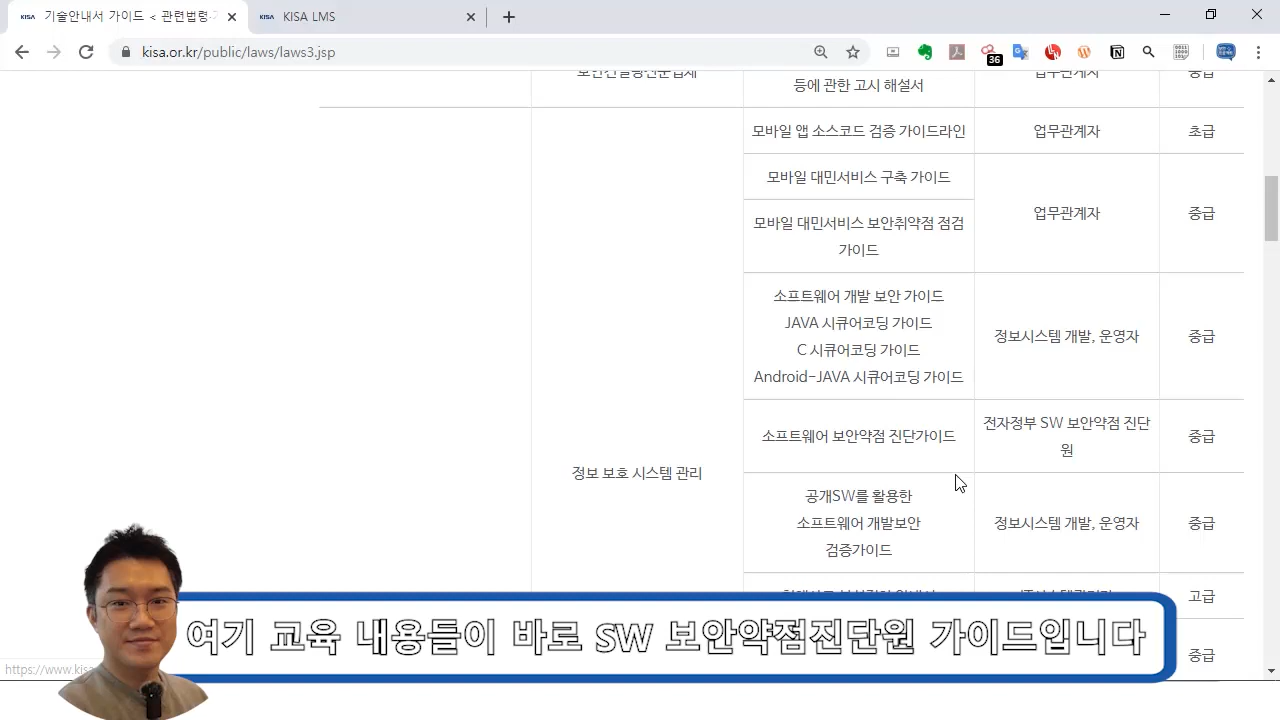 기술안내서 가이드 < 관련법령·
KISA LMS
kisa.or.kr/public/laws/laws3.jsp
36
등에 관한 고시 해설서
업무관계자
중급
모바일 앱 소스코드 검증 가이드라인
업무관계자
초급
모바일 대민서비스 구축 가이드
업무관계자
중급
모바일 대민서비스 보안취약점 점검
가이드
소프트웨어 개발 보안 가이드
JAVA 시큐어코딩 가이드
C 시큐어코딩 가이드
Android-JAVA 시큐어코딩 가이드
정보시스템 개발, 운영자
중급
소프트웨어 보안약점 진단가이드
전자정부 SW 보안약점 진단
원
중급
정보 보호 시스템 관리
공개SW를 활용한
소프트웨어 개발보안
검증가이드
정보시스템 개발, 운영자
중급
고급
여기 교육 내용들이 바로 SW 보안약점진단원 가이드입니다
중급
https://www.kisa